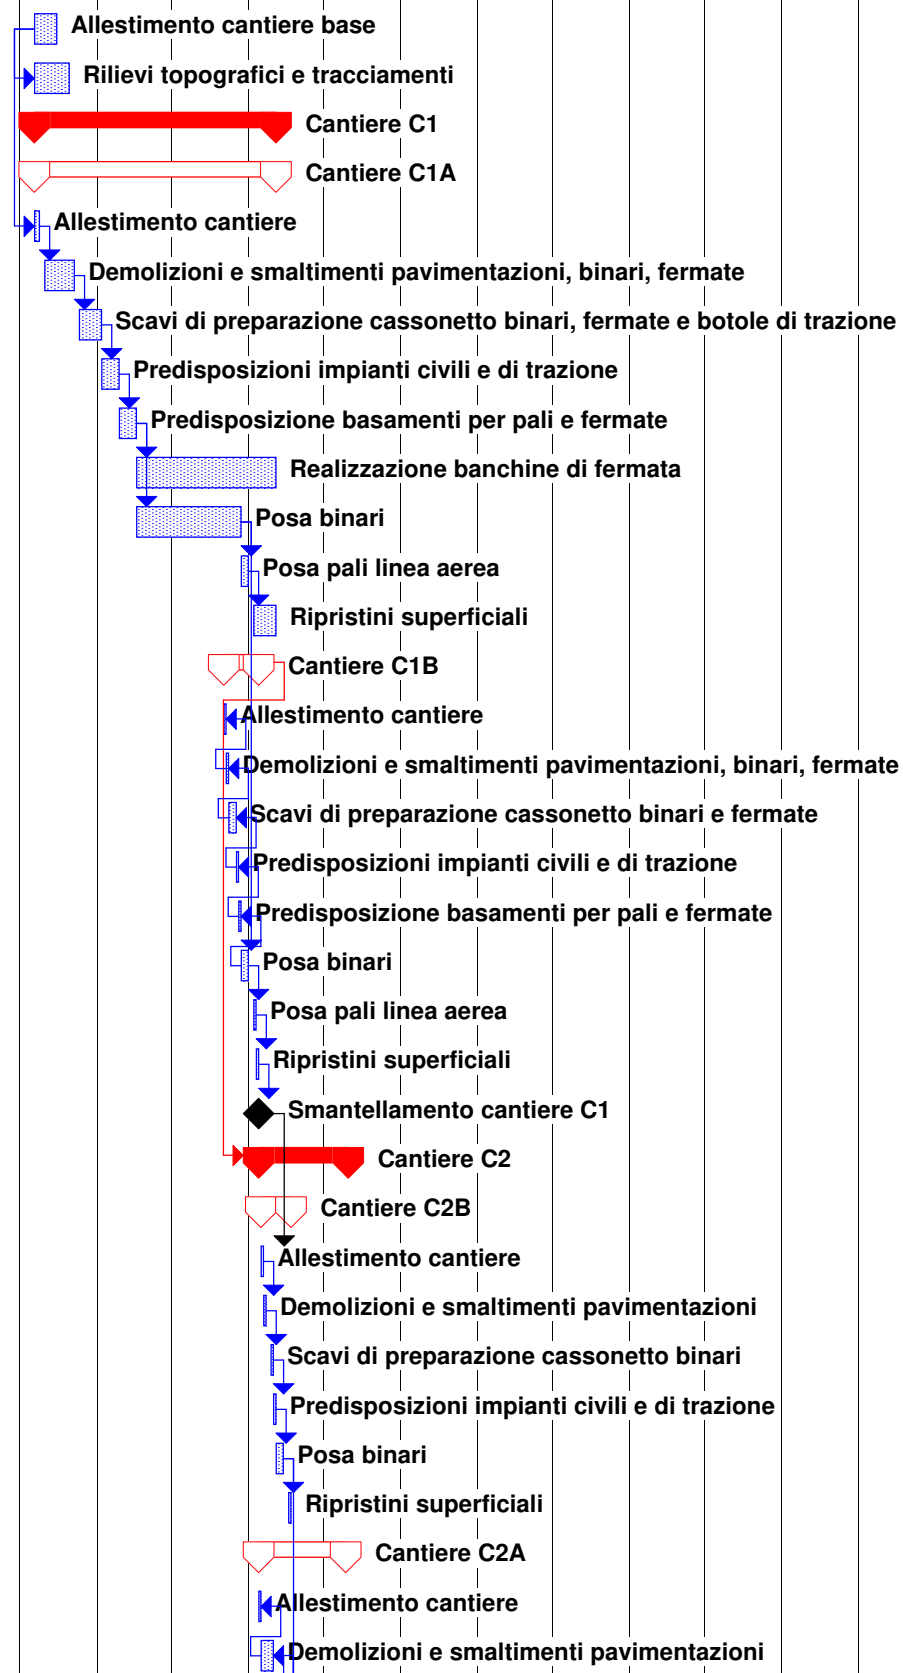 Allestimento cantiere base
Rilievi topografici e tracciamenti
Cantiere C1
Cantiere C1A
Allestimento cantiere
Demolizioni e smaltimenti pavimentazioni, binari, fermate
Scavi di preparazione cassonetto binari, fermate e botole di trazione
Predisposizioni impianti civili e di trazione
Predisposizione basamenti per pali e fermate
Realizzazione banchine di fermata
Posa binari
Posa pali linea aerea
Ripristini superficiali
Cantiere C1B
Allestimento cantiere
Demolizioni e smaltimenti pavimentazioni, binari, fermate
Scavi di preparazione cassonetto binari e fermate
Predisposizioni impianti civili e di trazione
Predisposizione basamenti per pali e fermate
Posa binari
Posa pali linea aerea
Ripristini superficiali
Smantellamento cantiere C1
Cantiere C2
Cantiere C2B
Allestimento cantiere
Demolizioni e smaltimenti pavimentazioni
Scavi di preparazione cassonetto binari
Predisposizioni impianti civili e di trazione
Posa binari
Ripristini superficiali
Cantiere C2A
Allestimento cantiere
Demolizioni e smaltimenti pavimentazioni